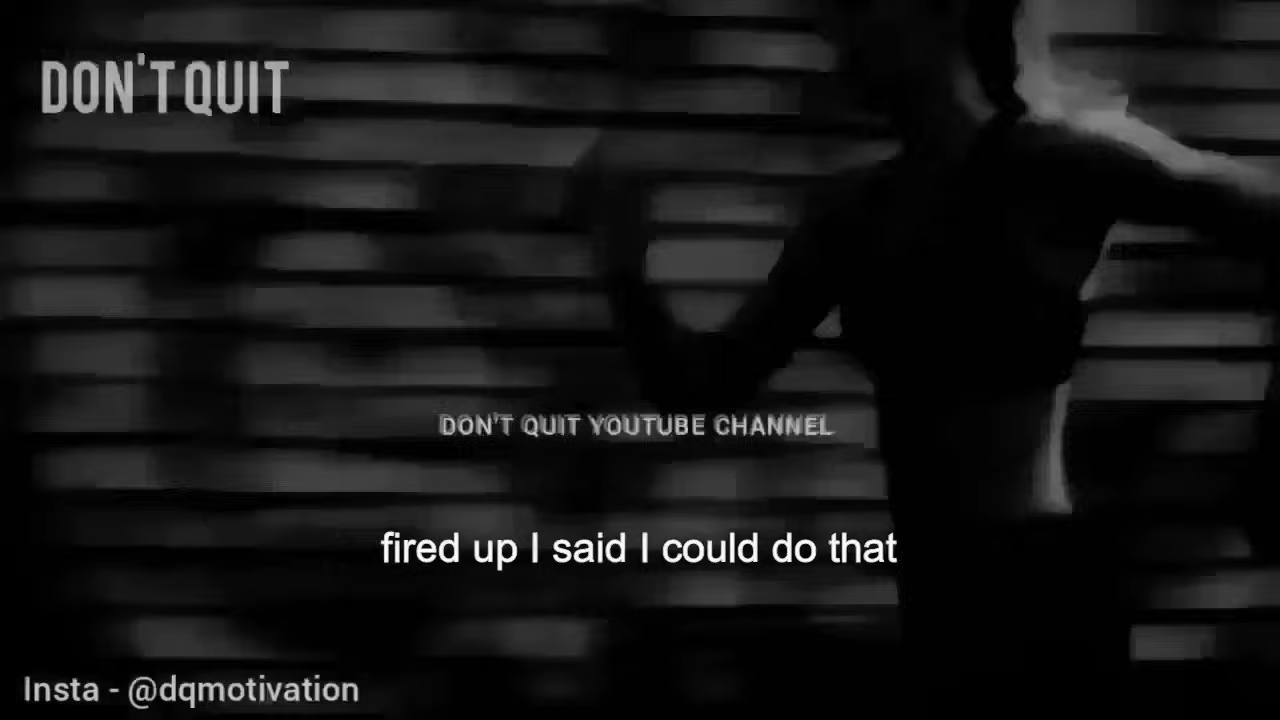 DON'T QUIT
DON'T QUIT YOUTUBE CHANNEL
fired up I said I could do that
Insta - @dqmotivation